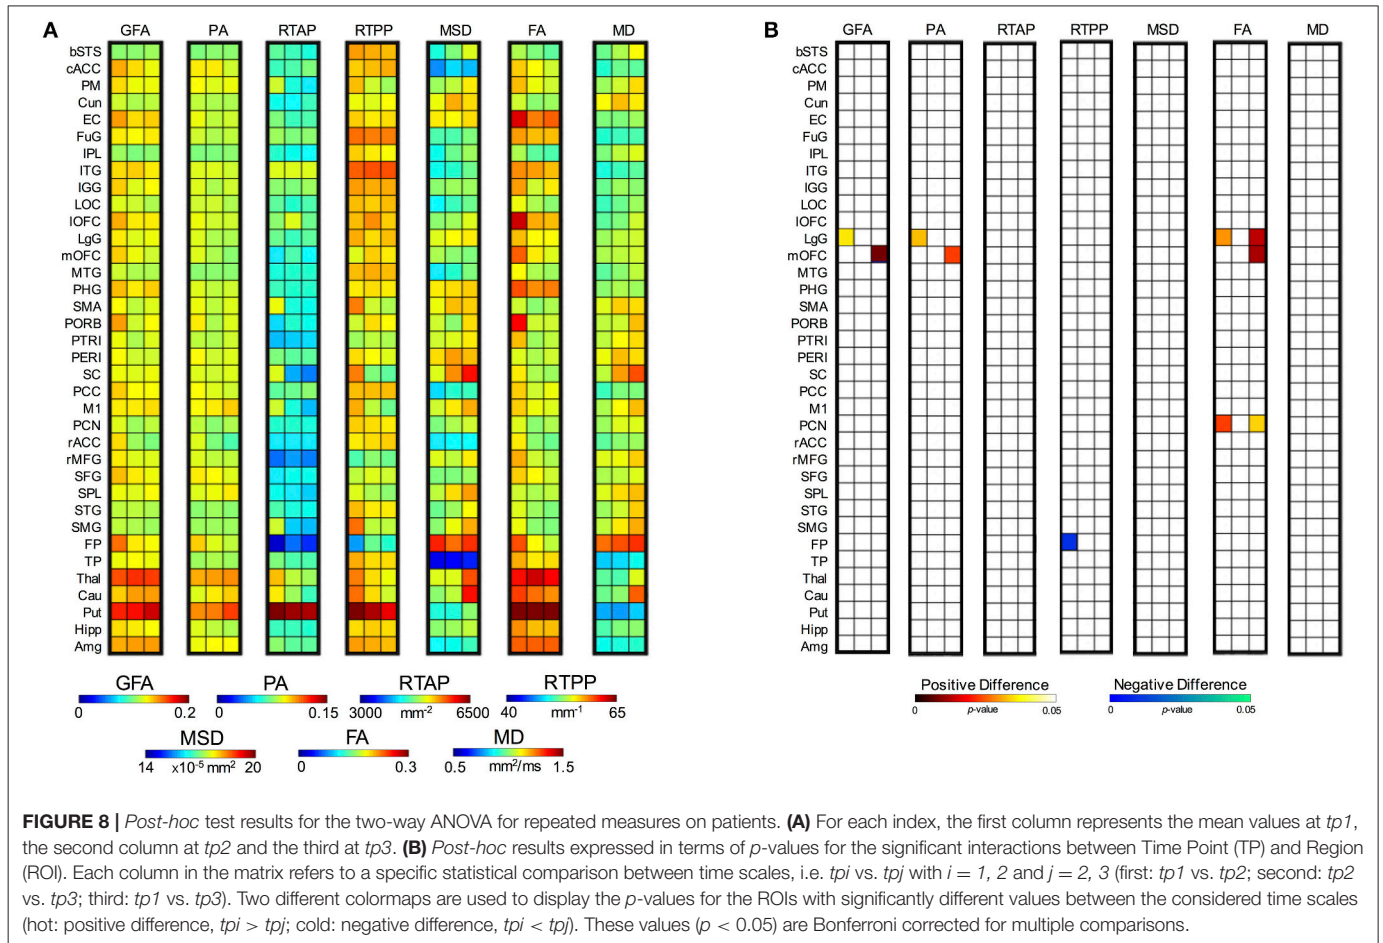 A
GFA PA RTAP RTPP MSD FA MD
bSTS
cACC
PM
Cun
EC
FuG
IPL
ITG
IGG
LOC
lOFC
LgG
mOFC
MTG
PHG
SMA
PORB
PTRI
PERI
SC
PCC
M1
PCN
rACC
rMFG
SFG
SPL
STG
SMG
FP
TP
Thal
Cau
Put
Hipp
Amg
GFA PA RTAP RTPP
0 0.2 0 0.15 3000 mm-2 6500 40 mm-1 65
MSD FA MD
14 x10-5 mm2 20 0 0.3 0.5 mm2/ms 1.5
B
GFA PA RTAP RTPP MSD FA MD
bSTS
cACC
PM
Cun
EC
FuG
IPL
ITG
IGG
LOC
lOFC
LgG
mOFC
MTG
PHG
SMA
PORB
PTRI
PERI
SC
PCC
M1
PCN
rACC
rMFG
SFG
SPL
STG
SMG
FP
TP
Thal
Cau
Put
Hipp
Amg
Positive Difference Negative Difference
0 p-value 0.05 0 p-value 0.05
FIGURE 8 | Post-hoc test results for the two-way ANOVA for repeated measures on patients. (A) For each index, the first column represents the mean values at tp1,
the second column at tp2 and the third at tp3. (B) Post-hoc results expressed in terms of p-values for the significant interactions between Time Point (TP) and Region
(ROI). Each column in the matrix refers to a specific statistical comparison between time scales, i.e. tpi vs. tpj with i = 1, 2 and j = 2, 3 (first: tp1 vs. tp2; second: tp2
vs. tp3; third: tp1 vs. tp3). Two different colormaps are used to display the p-values for the ROIs with significantly different values between the considered time scales
(hot: positive difference, tpi > tpj; cold: negative difference, tpi < tpj). These values (p < 0.05) are Bonferroni corrected for multiple comparisons.